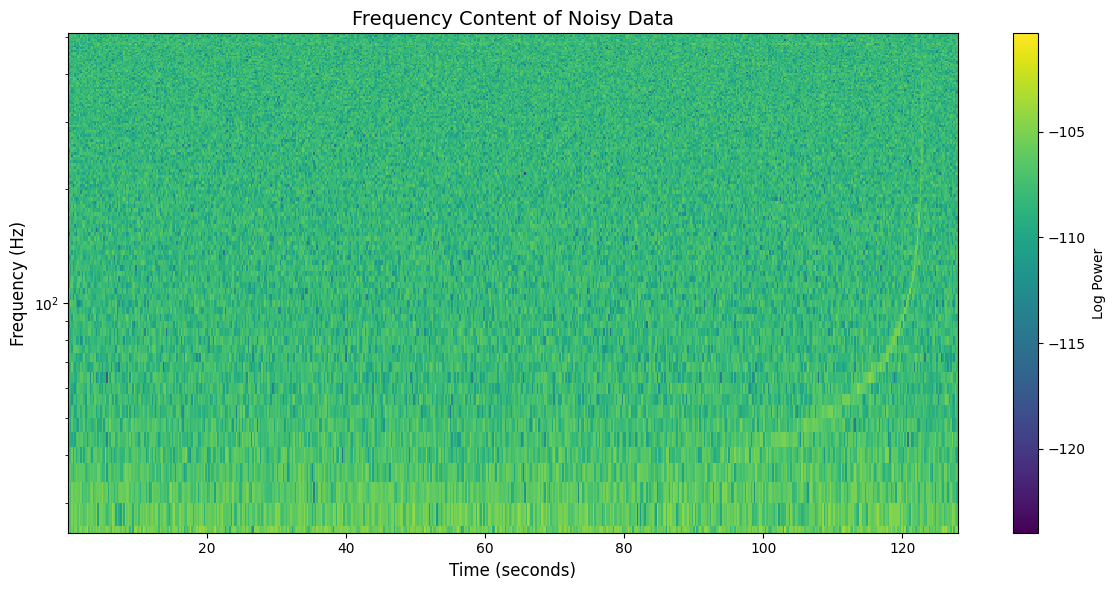 Frequency Content of Noisy Data
Frequency (Hz)
10²
20
40
60
80
100
120
Time (seconds)
−105
−110
−115
−120
Log Power